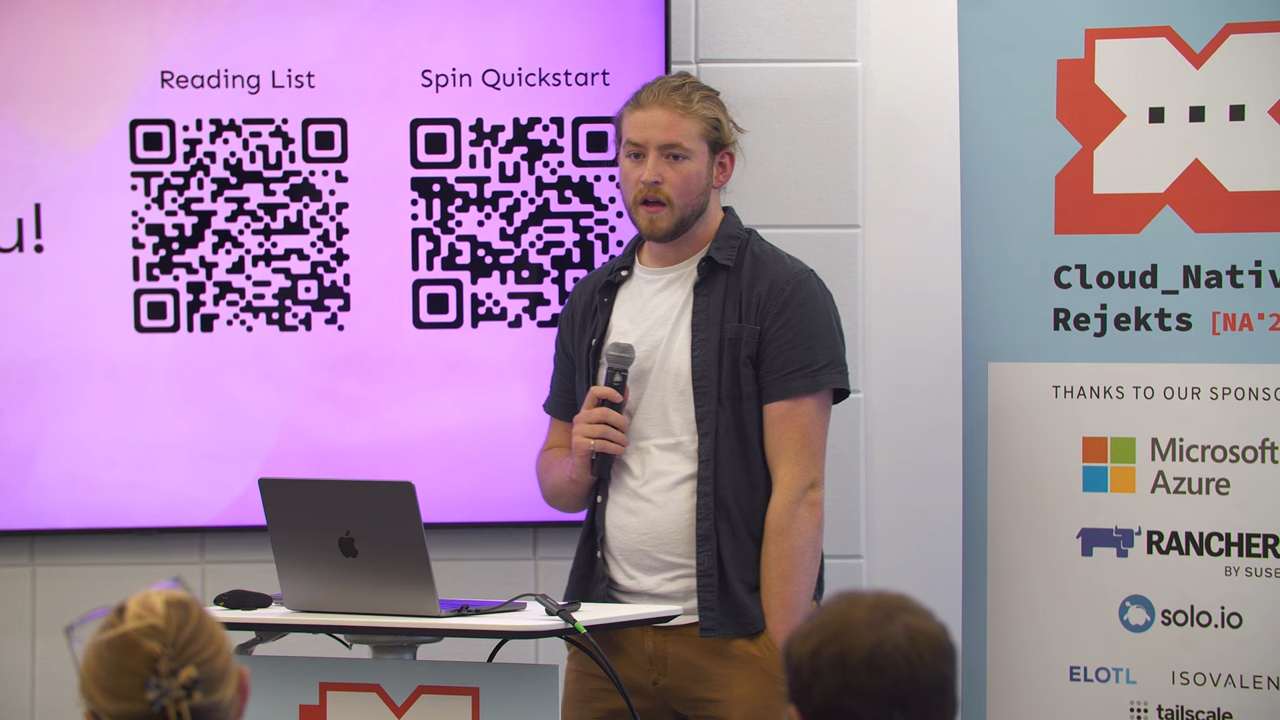 u!
Reading List
Spin Quickstart
Cloud_Nativ
Rejekts [NA'2
THANKS TO OUR SPONSO
Microsoft
Azure
RANCHER
BY SUSE
solo.io
ELOTL
ISOVALEN
tailscale